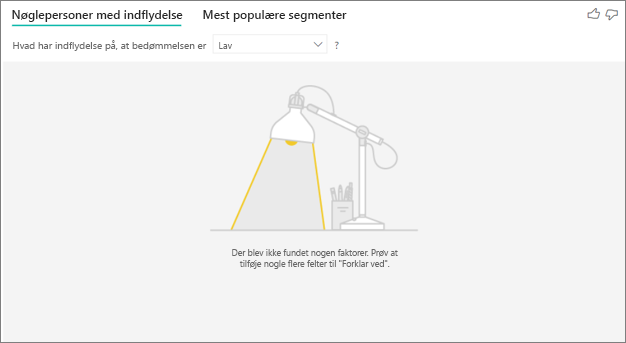 Nøglepersoner med indflydelse Mest populære segmenter
Hvad har indflydelse på, at bedømmelsen er Lav ?
Der blev ikke fundet nogen faktorer. Prøv at
tilføje nogle flere felter til "Forklar ved".